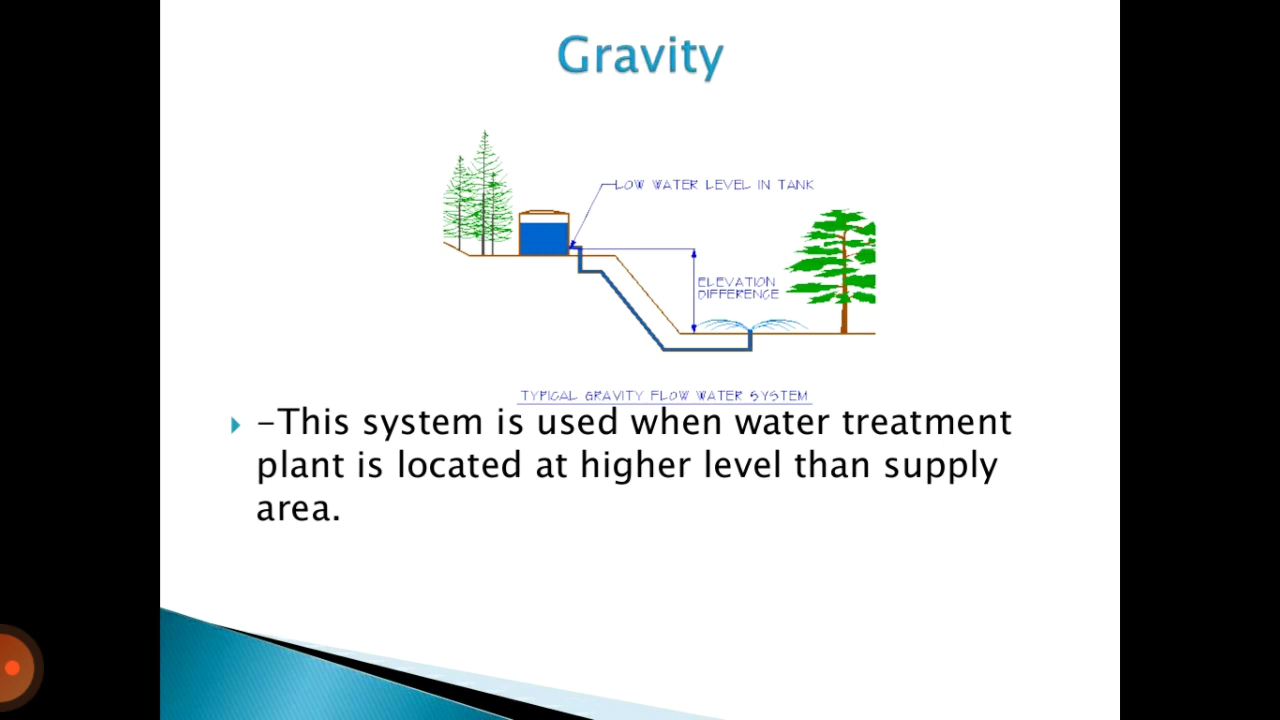 Gravity
LOW WATER LEVEL IN TANK
ELEVATION
DIFFERENCE
TYPICAL GRAVITY FLOW WATER SYSTEM
-This system is used when water treatment
plant is located at higher level than supply
area.